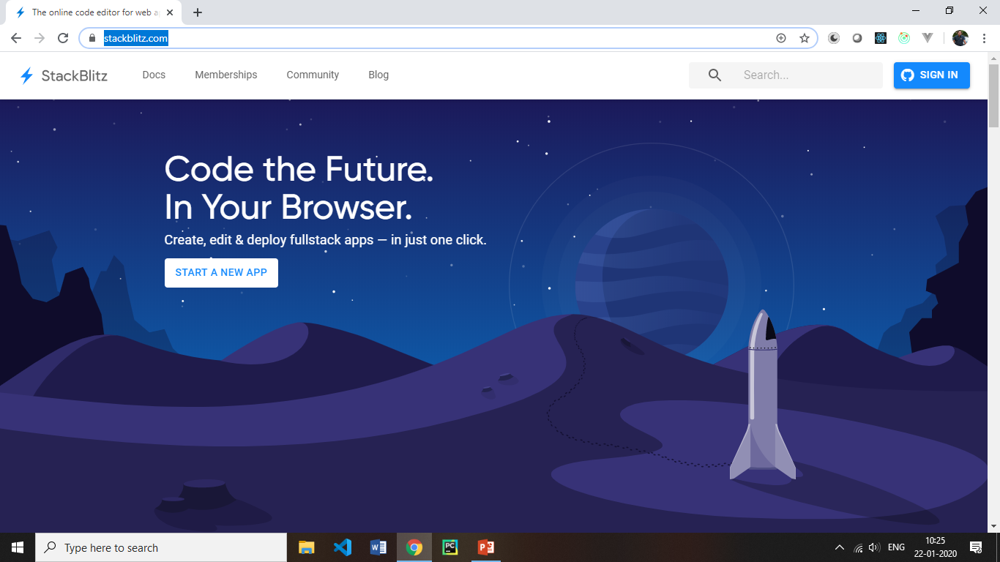 The online code editor for web a
stackblitz.com
StackBlitz
Docs
Memberships
Community
Blog
Search...
SIGN IN
Code the Future.
In Your Browser.
Create, edit & deploy fullstack apps — in just one click.
START A NEW APP
Type here to search
W
PC
P
ENG
10:25
22-01-2020